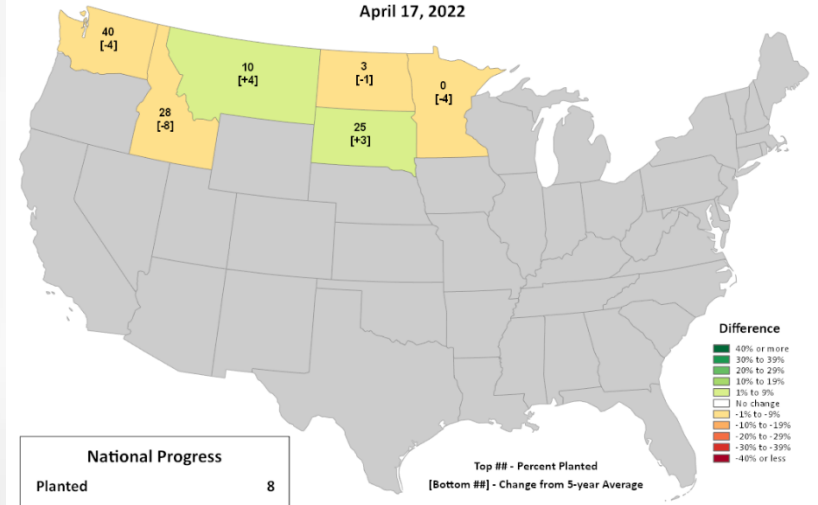 April 17, 2022
40
[-4]
10
[+4]
3
[-1]
0
[-4]
28
[-8]
25
[+3]
Difference
40% or more
30% to 39%
20% to 29%
10% to 19%
1% to 9%
No change
-1% to -9%
-10% to -19%
-20% to -29%
-30% to -39%
-40% or less
National Progress
Planted 8
Top ## - Percent Planted
[Bottom ##] - Change from 5-year Average